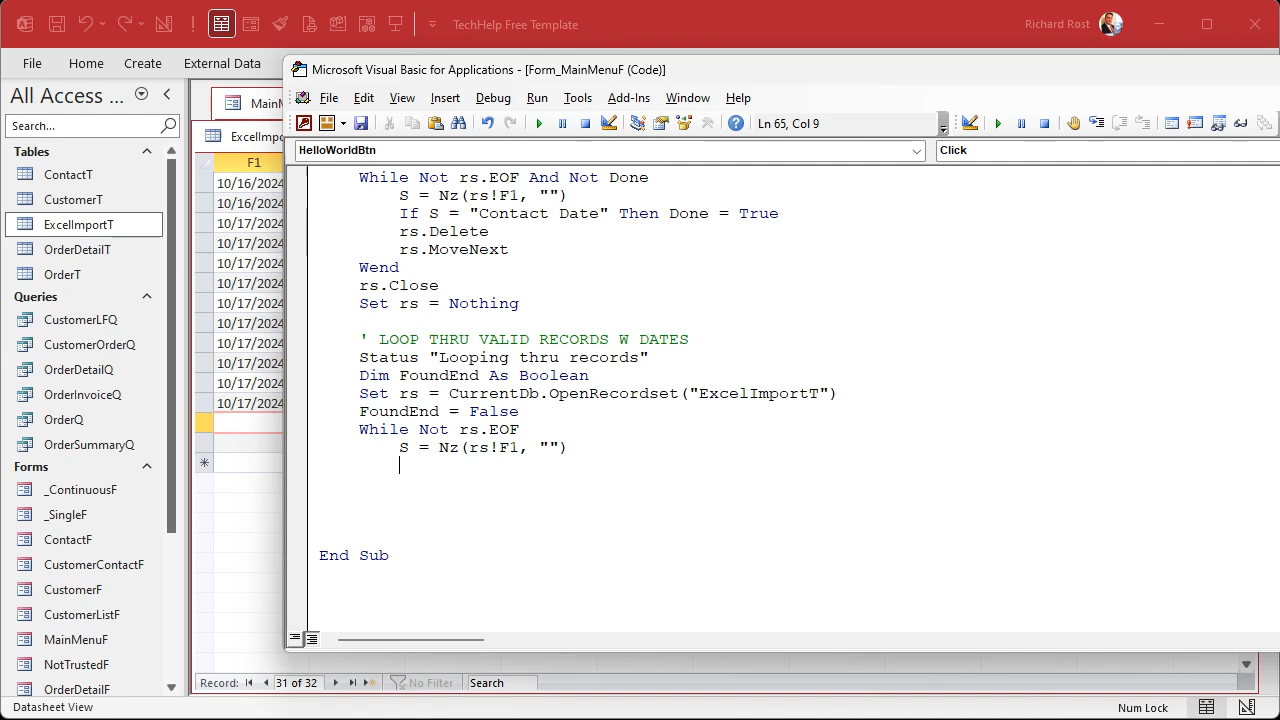 TechHelp Free Template
Richard Rost
File Home Create External Data
All Access ...
Search...
Tables
ContactT
CustomerT
ExcelImportT
OrderDetailT
OrderT
Queries
CustomerLFQ
CustomerOrderQ
OrderDetailQ
OrderInvoiceQ
OrderQ
OrderSummaryQ
Forms
_ContinuousF
_SingleF
ContactF
CustomerContactF
CustomerF
CustomerListF
MainMenuF
NotTrustedF
OrderDetailF
MainM
ExcelImpo
F1
10/16/2024
10/16/2024
10/17/2024
10/17/2024
10/17/2024
10/17/2024
10/17/2024
10/17/2024
10/17/2024
10/17/2024
10/17/2024
10/17/2024
Microsoft Visual Basic for Applications - [Form_MainMenuF (Code)]
File Edit View Insert Debug Run Tools Add-Ins Window Help
Ln 65, Col 9
HelloWorldBtn
Click
While Not rs.EOF And Not Done
S = Nz(rs!F1, "")
If S = "Contact Date" Then Done = True
rs.Delete
rs.MoveNext
Wend
rs.Close
Set rs = Nothing
' LOOP THRU VALID RECORDS W DATES
Status "Looping thru records"
Dim FoundEnd As Boolean
Set rs = CurrentDb.OpenRecordset("ExcelImportT")
FoundEnd = False
While Not rs.EOF
S = Nz(rs!F1, "")
End Sub
Record: 31 of 32 No Filter Search
Datasheet View
Num Lock